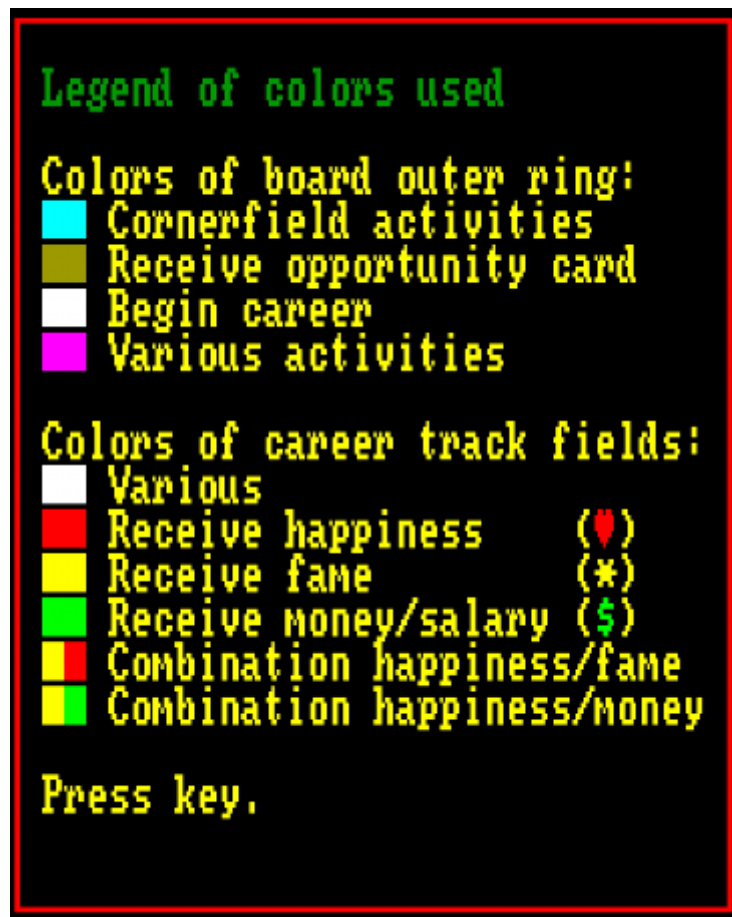 Legend of colors used
Colors of board outer ring:
Cornerfield activities
Receive opportunity card
Begin career
Various activities
Colors of career track fields:
Various
Receive happiness (♥)
Receive fame (*)
Receive money/salary ($)
Combination happiness/fame
Combination happiness/money
Press key.